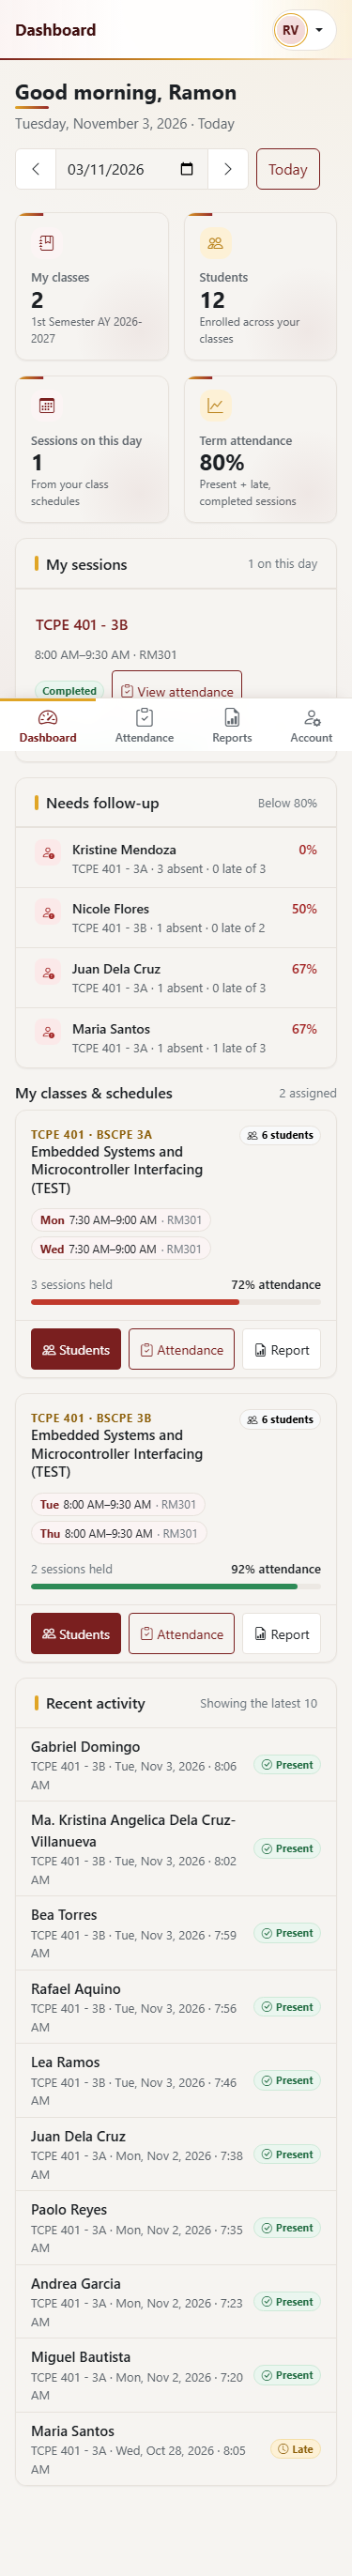 Dashboard
RV
Good morning, Ramon
Tuesday, November 3, 2026 · Today
03/11/2026
Today
My classes
2
1st Semester AY 2026-
2027
Students
12
Enrolled across your
classes
Sessions on this day
1
From your class
schedules
Term attendance
80%
Present + late,
completed sessions
My sessions
1 on this day
TCPE 401 - 3B
8:00 AM–9:30 AM · RM301
Completed
View attendance
Dashboard
Attendance
Reports
Account
Needs follow-up
Below 80%
Kristine Mendoza
0%
TCPE 401 - 3A · 3 absent · 0 late of 3
Nicole Flores
50%
TCPE 401 - 3B · 1 absent · 0 late of 2
Juan Dela Cruz
67%
TCPE 401 - 3A · 1 absent · 0 late of 3
Maria Santos
67%
TCPE 401 - 3A · 1 absent · 1 late of 3
My classes & schedules
2 assigned
TCPE 401 · BSCPE 3A
6 students
Embedded Systems and
Microcontroller Interfacing
(TEST)
Mon 7:30 AM–9:00 AM · RM301
Wed 7:30 AM–9:00 AM · RM301
3 sessions held
72% attendance
Students
Attendance
Report
TCPE 401 · BSCPE 3B
6 students
Embedded Systems and
Microcontroller Interfacing
(TEST)
Tue 8:00 AM–9:30 AM · RM301
Thu 8:00 AM–9:30 AM · RM301
2 sessions held
92% attendance
Students
Attendance
Report
Recent activity
Showing the latest 10
Gabriel Domingo
TCPE 401 - 3B · Tue, Nov 3, 2026 · 8:06
AM
Present
Ma. Kristina Angelica Dela Cruz-
Villanueva
TCPE 401 - 3B · Tue, Nov 3, 2026 · 8:02
AM
Present
Bea Torres
TCPE 401 - 3B · Tue, Nov 3, 2026 · 7:59
AM
Present
Rafael Aquino
TCPE 401 - 3B · Tue, Nov 3, 2026 · 7:56
AM
Present
Lea Ramos
TCPE 401 - 3B · Tue, Nov 3, 2026 · 7:46
AM
Present
Juan Dela Cruz
TCPE 401 - 3A · Mon, Nov 2, 2026 · 7:38
AM
Present
Paolo Reyes
TCPE 401 - 3A · Mon, Nov 2, 2026 · 7:35
AM
Present
Andrea Garcia
TCPE 401 - 3A · Mon, Nov 2, 2026 · 7:23
AM
Present
Miguel Bautista
TCPE 401 - 3A · Mon, Nov 2, 2026 · 7:20
AM
Present
Maria Santos
TCPE 401 - 3A · Wed, Oct 28, 2026 · 8:05
AM
Late